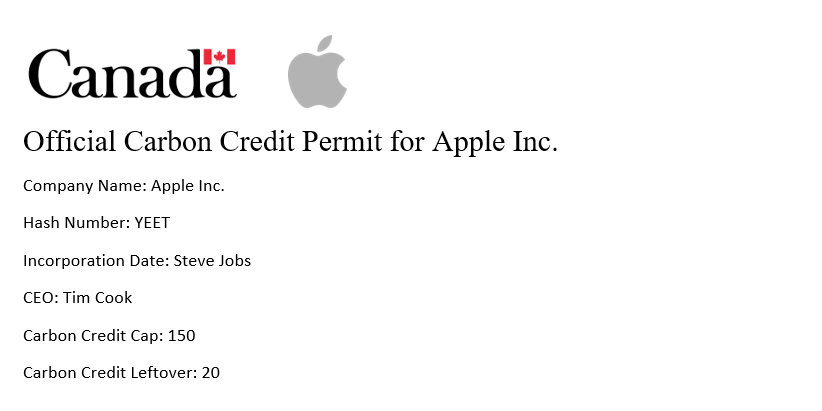 Canada
Official Carbon Credit Permit for Apple Inc.
Company Name: Apple Inc.
Hash Number: YEET
Incorporation Date: Steve Jobs
CEO: Tim Cook
Carbon Credit Cap: 150
Carbon Credit Leftover: 20